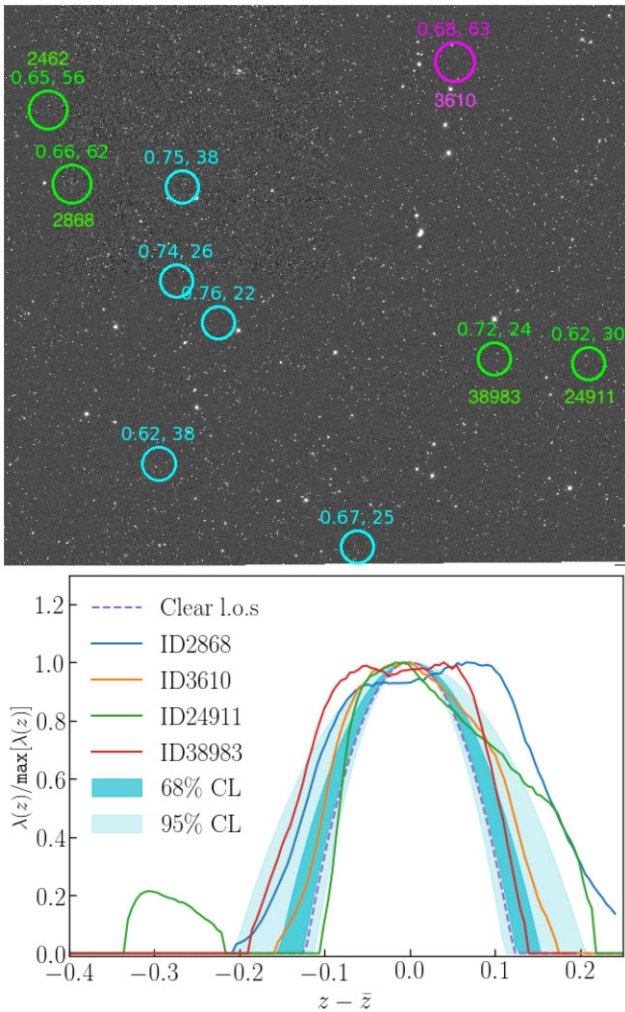 2462
0.65, 56
0.68, 63
3610
0.66, 62
2868
0.75, 38
0.74, 26
0.76, 22
0.72, 24
38983
0.62, 30
24911
0.62, 38
0.67, 25
1.2
1.0
0.8
0.6
0.4
0.2
0.0
λ(z)/max[λ(z)]
Clear l.o.s
ID2868
ID3610
ID24911
ID38983
68% CL
95% CL
−0.4 −0.3 −0.2 −0.1 0.0 0.1 0.2
z − z̄